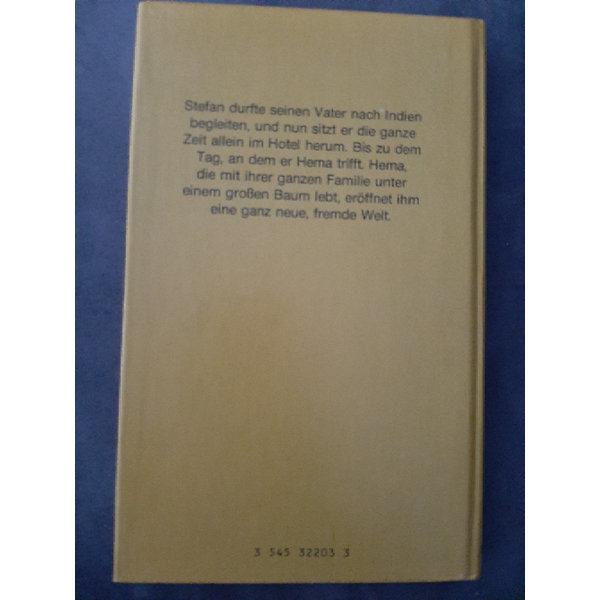 Stefan durfte seinen Vater nach Indien
begleiten, und nun sitzt er die ganze
Zeit allein im Hotel herum. Bis zu dem
Tag, an dem er Hema trifft. Hema,
die mit ihrer ganzen Familie unter
einem großen Baum lebt, eröffnet ihm
eine ganz neue, fremde Welt.
3 545 32203 3